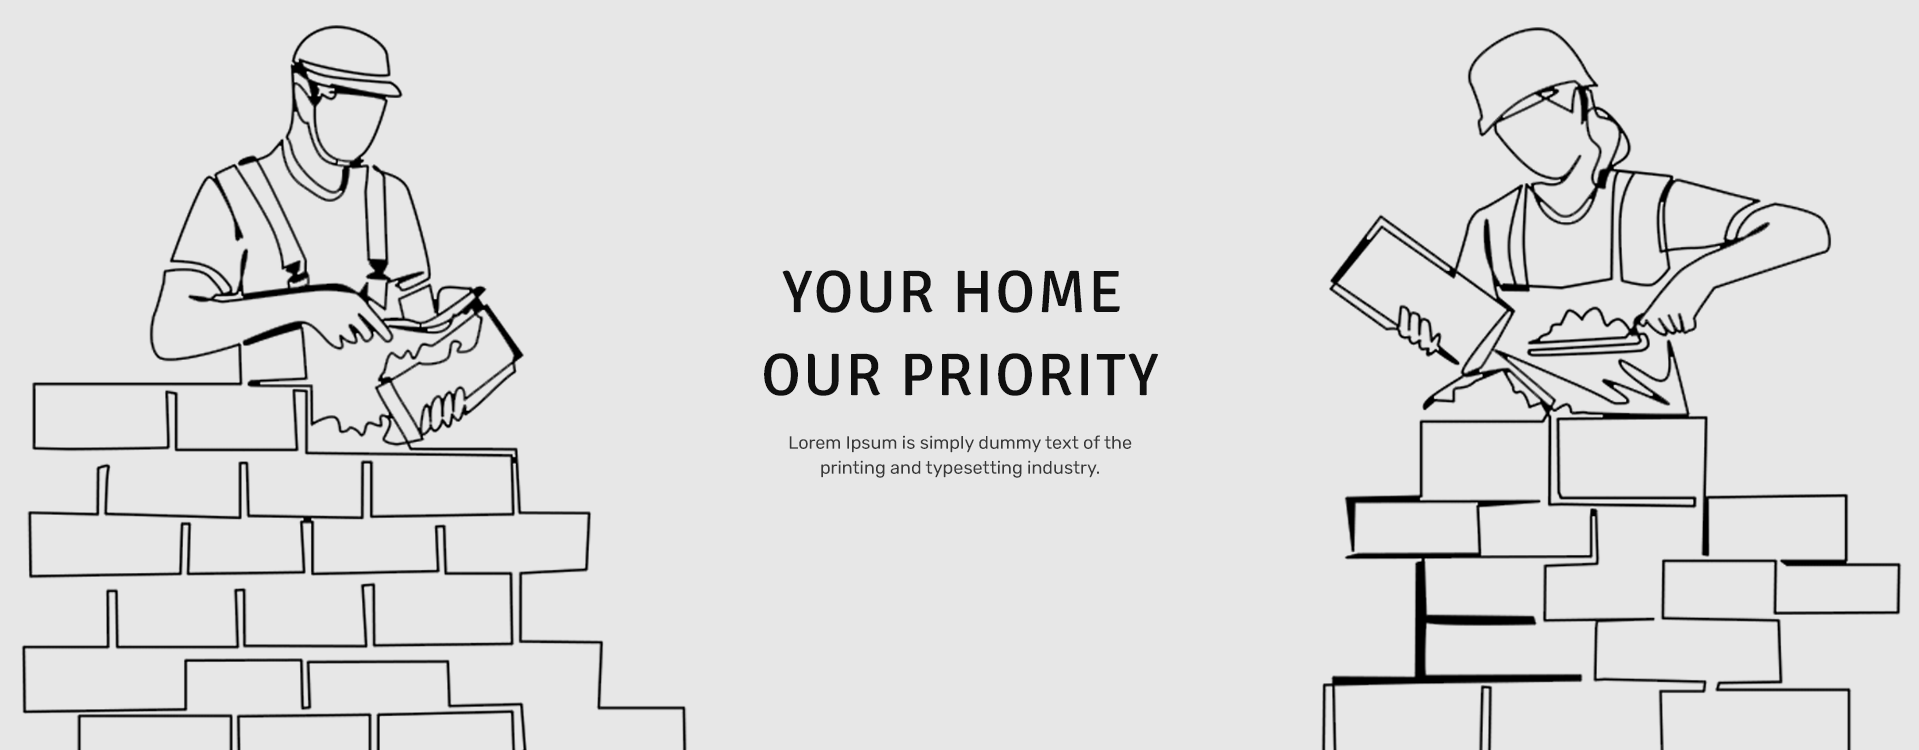 YOUR HOME
OUR PRIORITY
Lorem Ipsum is simply dummy text of the
printing and typesetting industry.